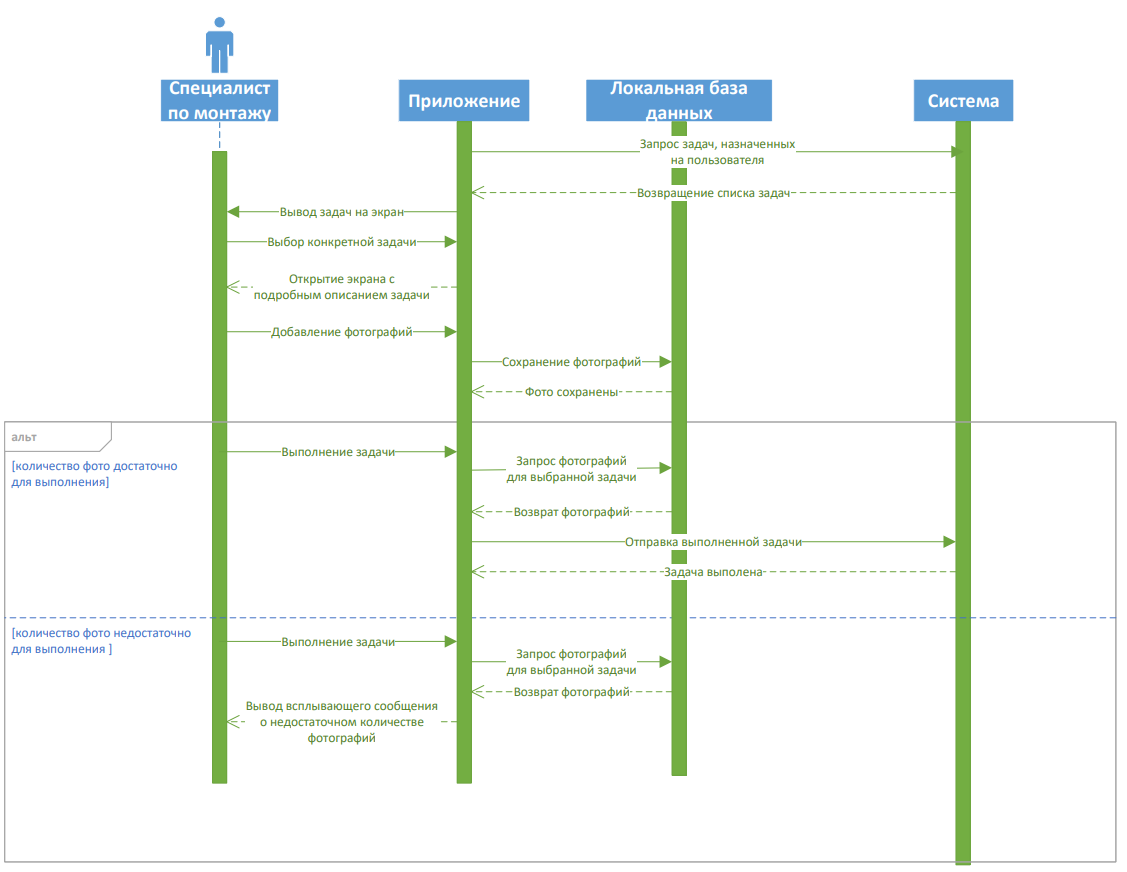 Специалист
по монтажу
Приложение
Локальная база
данных
Система
Запрос задач, назначенных
на пользователя
Возвращение списка задач
Вывод задач на экран
Выбор конкретной задачи
Открытие экрана с
подробным описанием задачи
Добавление фотографий
Сохранение фотографий
Фото сохранены
альт
[количество фото достаточно
для выполнения]
Выполнение задачи
Запрос фотографий
для выбранной задачи
Возврат фотографий
Отправка выполненной задачи
Задача выполена
[количество фото недостаточно
для выполнения ]
Выполнение задачи
Запрос фотографий
для выбранной задачи
Возврат фотографий
Вывод всплывающего сообщения
о недостаточном количестве
фотографий